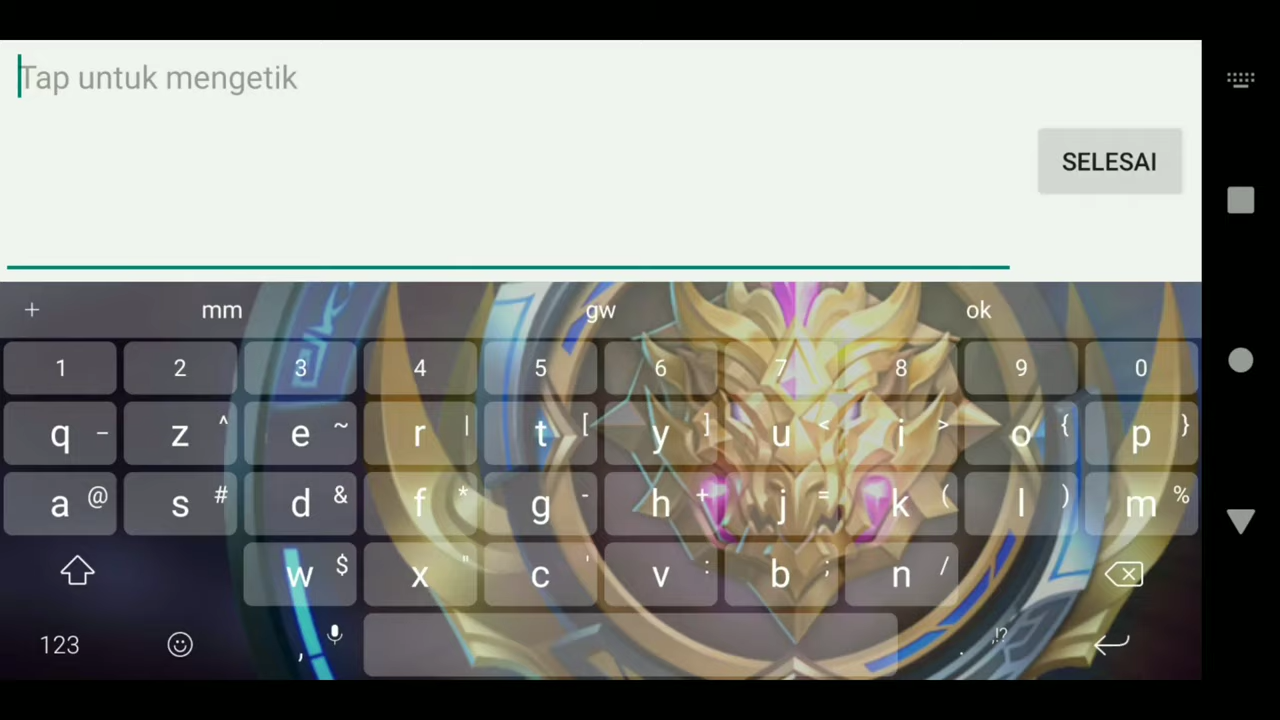 Tap untuk mengetik
SELESAI
+ mm gw ok
1 2 3 4 5 6 7 8 9 0
q _ z ^ e ~ r | t [ y ] u < i > o { p }
a @ s # d & f * g - h + j = k ( l ) m %
w $ x " c ' v : b ; n /
123 , . ,!?